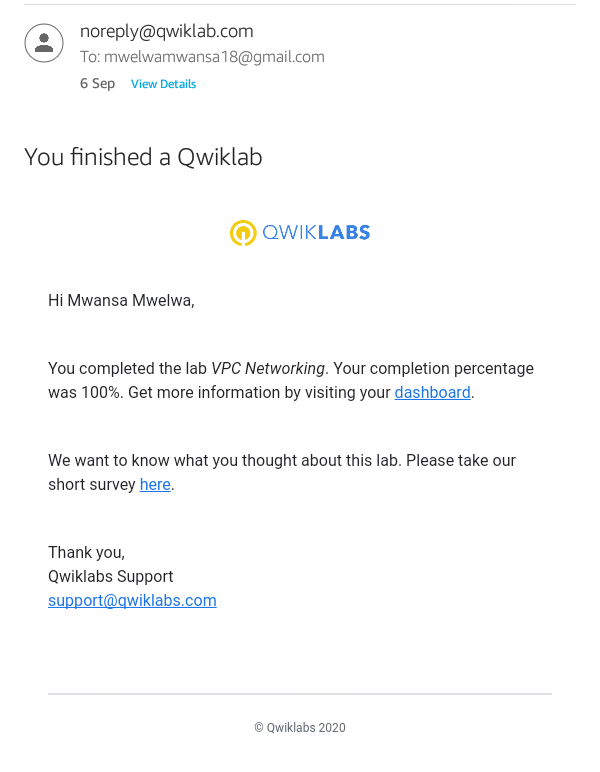 noreply@qwiklab.com
To: mwelwamwansa18@gmail.com
6 Sep View Details
You finished a Qwiklab
QWIKLABS
Hi Mwansa Mwelwa,
You completed the lab VPC Networking. Your completion percentage
was 100%. Get more information by visiting your dashboard.
We want to know what you thought about this lab. Please take our
short survey here.
Thank you,
Qwiklabs Support
support@qwiklabs.com
© Qwiklabs 2020